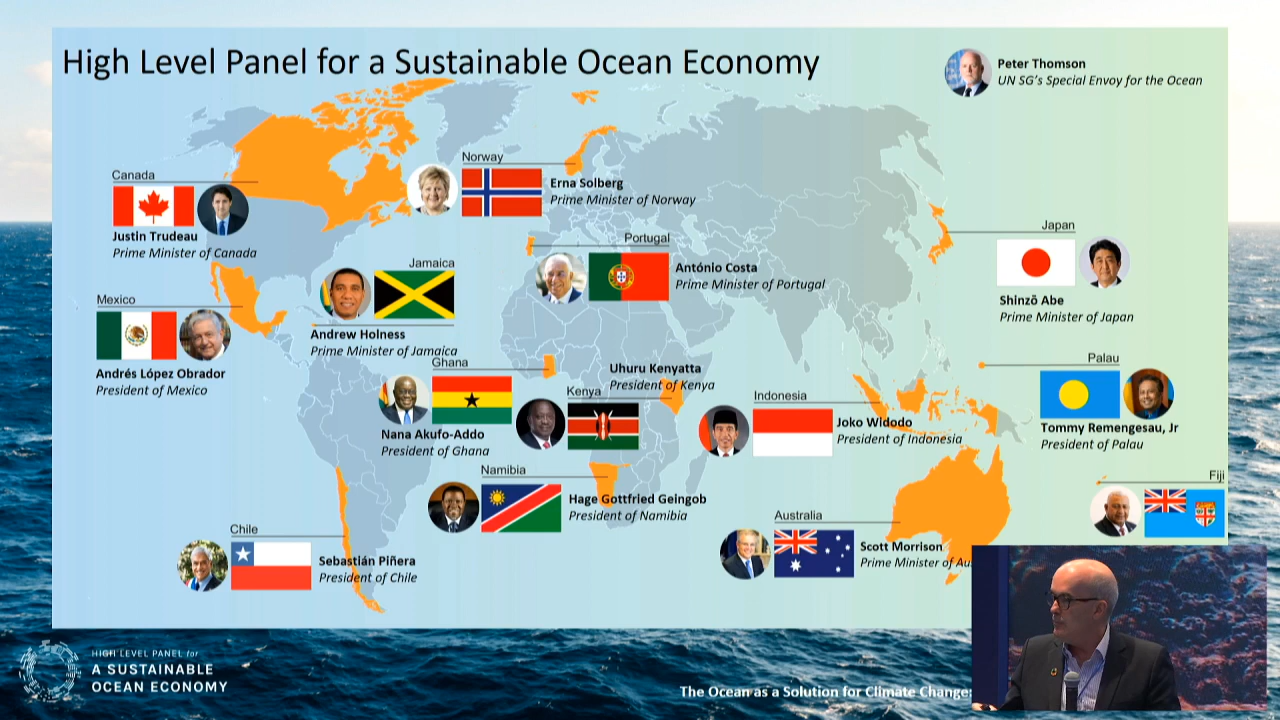 High Level Panel for a Sustainable Ocean Economy
Peter Thomson
UN SG's Special Envoy for the Ocean
Canada
Justin Trudeau
Prime Minister of Canada
Norway
Erna Solberg
Prime Minister of Norway
Portugal
António Costa
Prime Minister of Portugal
Japan
Shinzō Abe
Prime Minister of Japan
Jamaica
Andrew Holness
Prime Minister of Jamaica
Mexico
Andrés López Obrador
President of Mexico
Ghana
Nana Akufo-Addo
President of Ghana
Uhuru Kenyatta
President of Kenya
Kenya
Indonesia
Joko Widodo
President of Indonesia
Palau
Tommy Remengesau, Jr
President of Palau
Namibia
Hage Gottfried Geingob
President of Namibia
Fiji
Chile
Sebastián Piñera
President of Chile
Australia
Scott Morrison
Prime Minister of Au
HIGH LEVEL PANEL for
A SUSTAINABLE
OCEAN ECONOMY
The Ocean as a Solution for Climate Change: